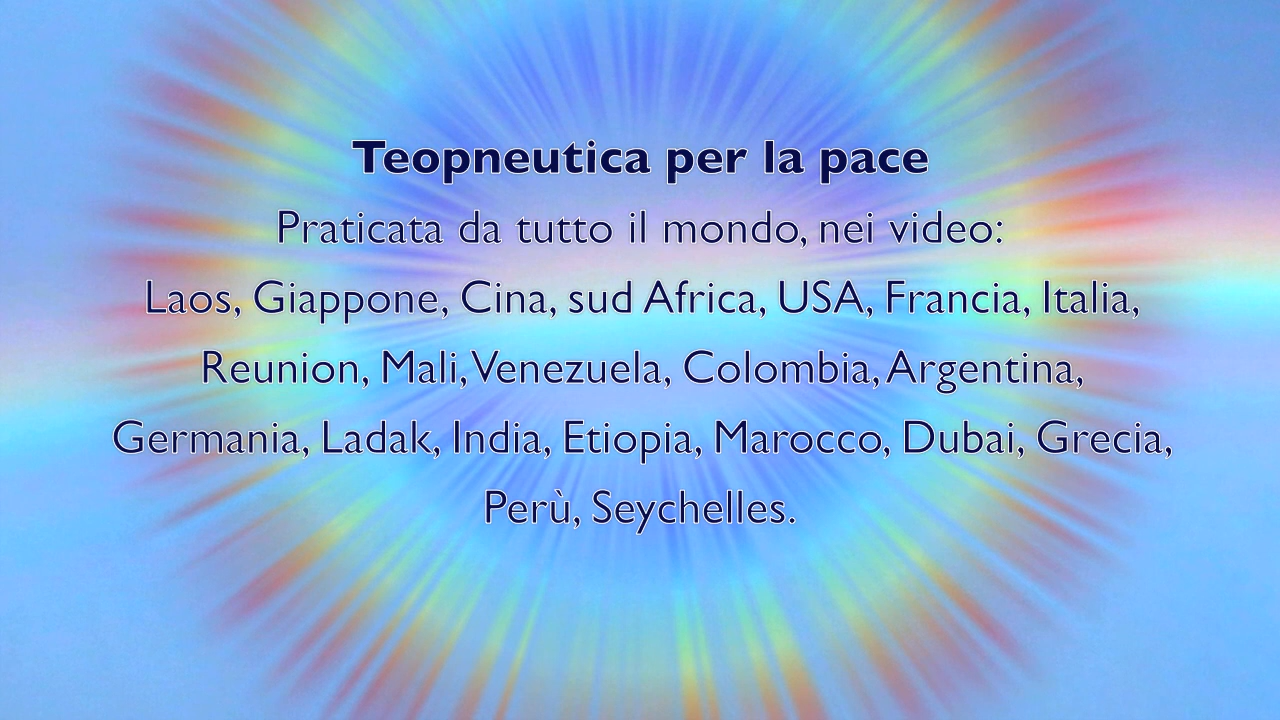 Teopneutica per la pace
Praticata da tutto il mondo, nei video:
Laos, Giappone, Cina, sud Africa, USA, Francia, Italia,
Reunion, Mali, Venezuela, Colombia, Argentina,
Germania, Ladak, India, Etiopia, Marocco, Dubai, Grecia,
Perù, Seychelles.